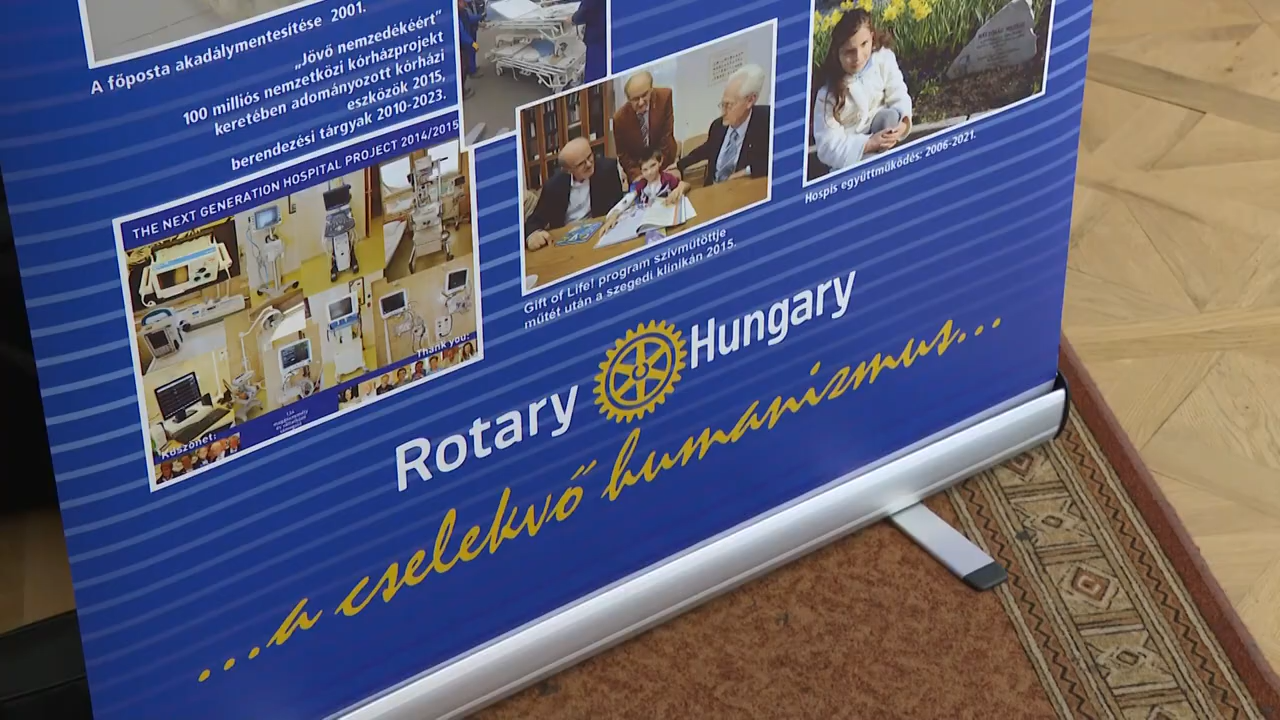 A főposta akadálymentesítése 2001.
„Jövő nemzedékéért”
100 milliós nemzetközi kórházprojekt
keretében adományozott kórházi
eszközök 2015,
berendezési tárgyak 2010-2023.
THE NEXT GENERATION HOSPITAL PROJECT 2014/2015
Thank you:
Köszönet:
Gift of Life! program szívműtöttje
műtét után a szegedi klinikán 2015.
Hospis együttműködés: 2006-2021.
Rotary Hungary
...a cselekvő humanizmus...